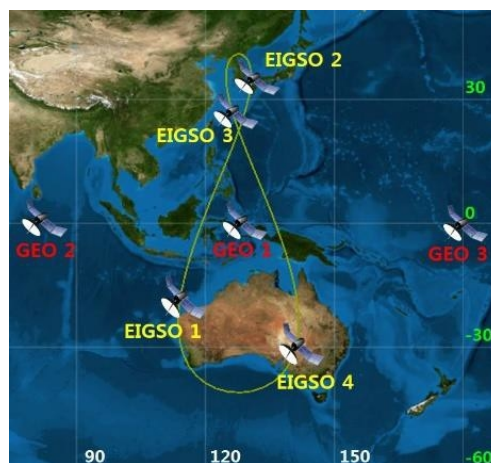 EIGSO 2
30
EIGSO 3
0
GEO 2
GEO 1
GEO 3
EIGSO 1
-30
EIGSO 4
90
120
150
-60